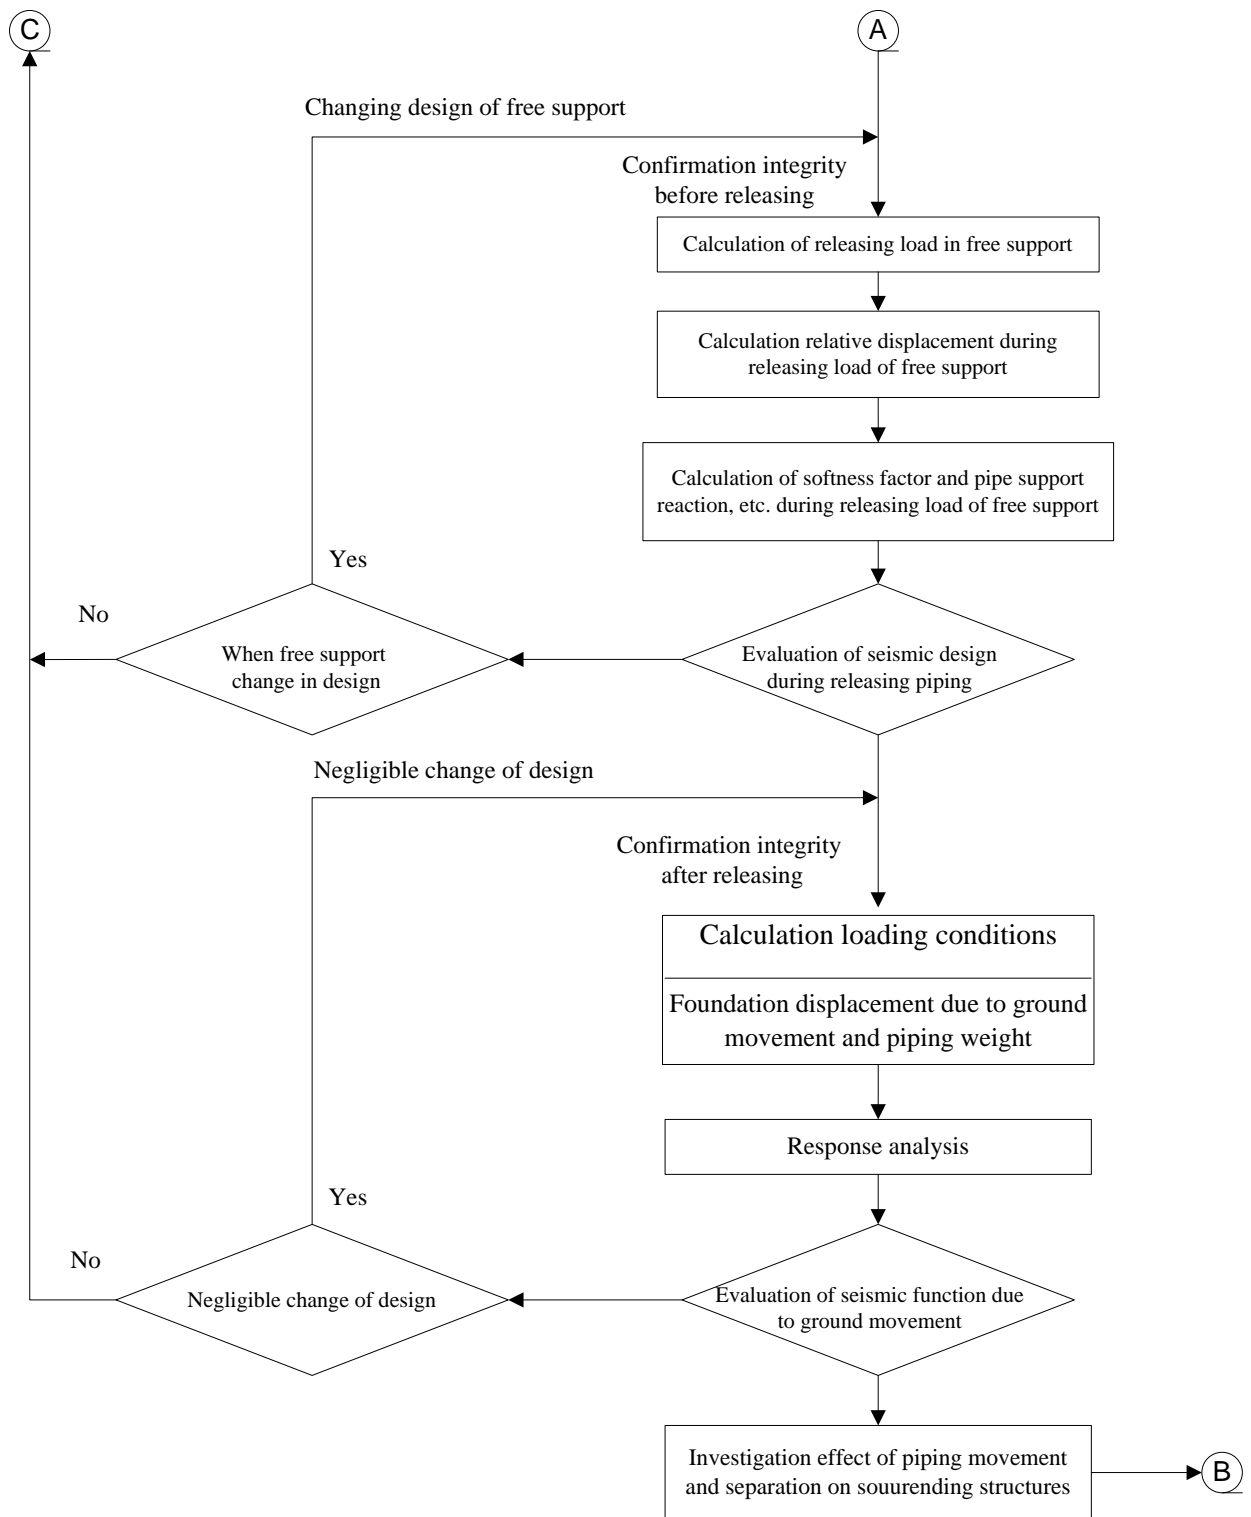 C
A
Changing design of free support
Confirmation integrity
before releasing
Calculation of releasing load in free support
Calculation relative displacement during
releasing load of free support
Calculation of softness factor and pipe support
reaction, etc. during releasing load of free support
Yes
No
When free support
change in design
Evaluation of seismic design
during releasing piping
Negligible change of design
Confirmation integrity
after releasing
Calculation loading conditions
Foundation displacement due to ground
movement and piping weight
Response analysis
Yes
No
Negligible change of design
Evaluation of seismic function due
to ground movement
Investigation effect of piping movement
and separation on souurending structures
B